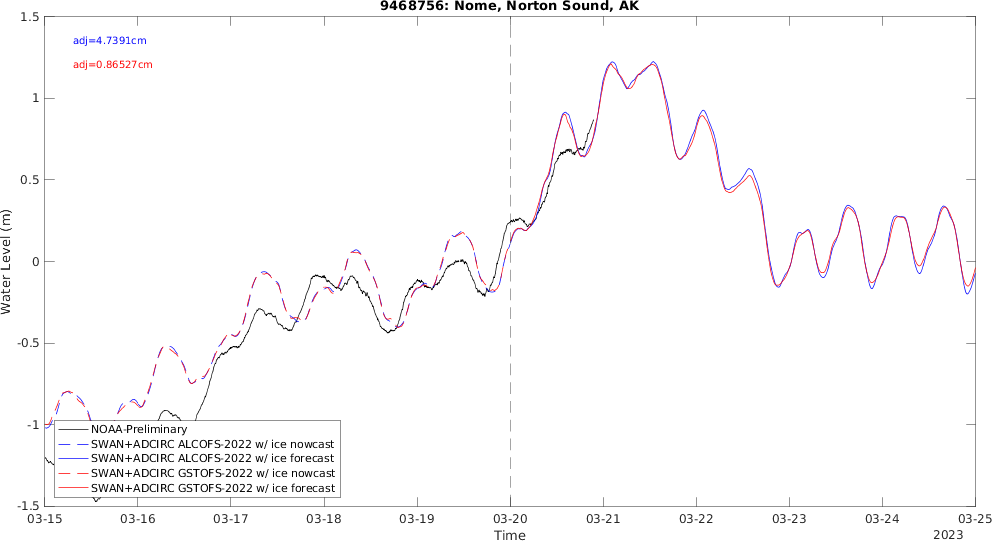 9468756: Nome, Norton Sound, AK
adj=4.7391cm
adj=0.86527cm
Water Level (m)
1.5
1
0.5
0
-0.5
-1
-1.5
NOAA-Preliminary
SWAN+ADCIRC ALCOFS-2022 w/ ice nowcast
SWAN+ADCIRC ALCOFS-2022 w/ ice forecast
SWAN+ADCIRC GSTOFS-2022 w/ ice nowcast
SWAN+ADCIRC GSTOFS-2022 w/ ice forecast
03-15 03-16 03-17 03-18 03-19 03-20 03-21 03-22 03-23 03-24 03-25
Time
2023